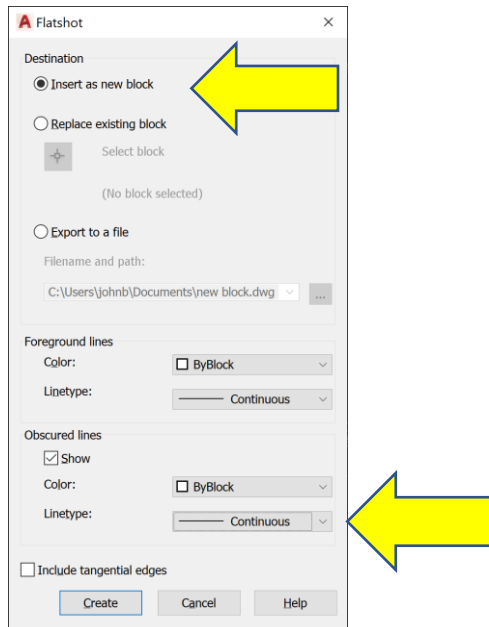 Flatshot
Destination
Insert as new block
Replace existing block
Select block
(No block selected)
Export to a file
Filename and path:
C:\Users\johnb\Documents\new block.dwg
...
Foreground lines
Color: ByBlock
Linetype: Continuous
Obscured lines
Show
Color: ByBlock
Linetype: Continuous
Include tangential edges
Create Cancel Help